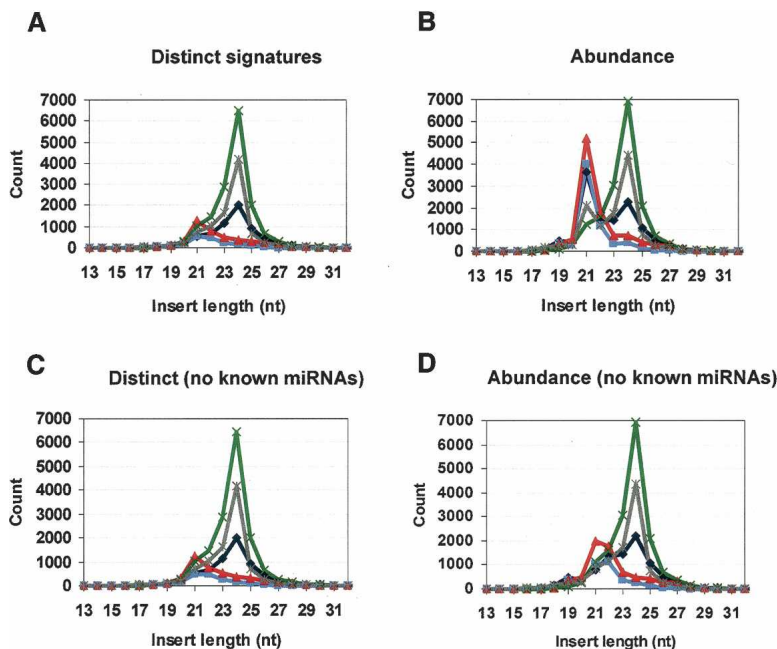 A
Distinct signatures
7000
6000
5000
4000
3000
2000
1000
0
Count
13 15 17 19 21 23 25 27 29 31
Insert length (nt)
B
Abundance
7000
6000
5000
4000
3000
2000
1000
0
Count
13 15 17 19 21 23 25 27 29 31
Insert length (nt)
C
Distinct (no known miRNAs)
7000
6000
5000
4000
3000
2000
1000
0
Count
13 15 17 19 21 23 25 27 29 31
Insert length (nt)
D
Abundance (no known miRNAs)
7000
6000
5000
4000
3000
2000
1000
0
Count
13 15 17 19 21 23 25 27 29 31
Insert length (nt)